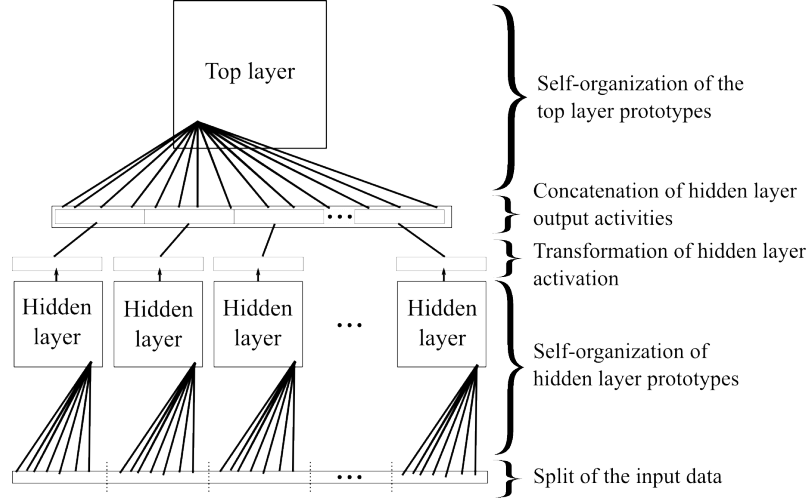 Top layer
Self-organization of the
top layer prototypes
Concatenation of hidden layer
output activities
Transformation of hidden layer
activation
Hidden
layer
Hidden
layer
Hidden
layer
Hidden
layer
Self-organization of
hidden layer prototypes
Split of the input data